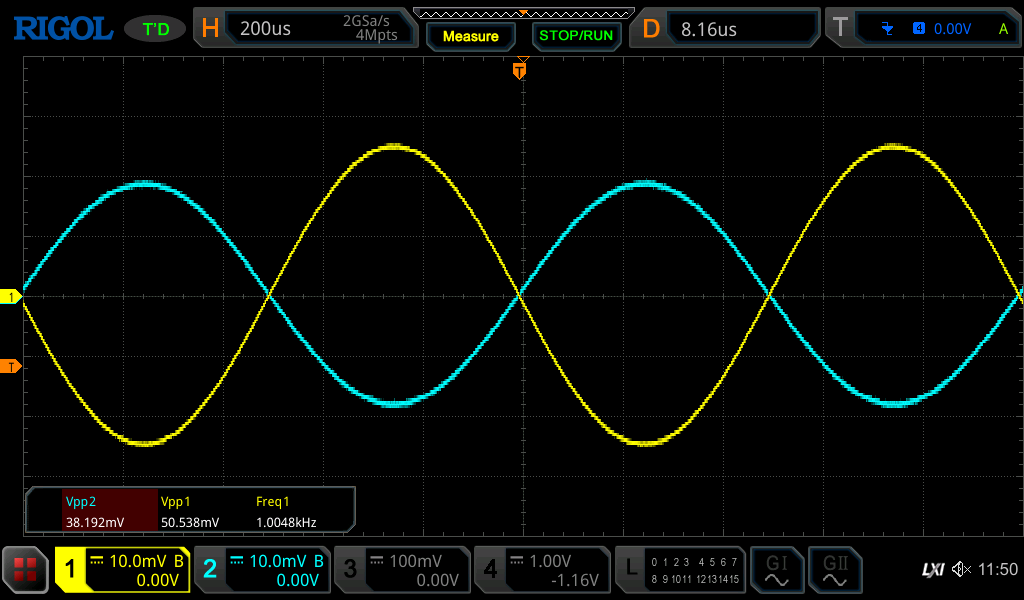 RIGOL T'D H 200us 2GSa/s 4Mpts Measure STOP/RUN D 8.16us T 4 0.00V A
T
1
T
Vpp2 Vpp1 Freq1
38.192mV 50.538mV 1.0048kHz
1 10.0mV B 0.00V
2 10.0mV B 0.00V
3 100mV 0.00V
4 1.00V -1.16V
L 0 1 2 3 4 5 6 7
8 9 10 11 12 13 14 15
GI GII
LXI 11:50